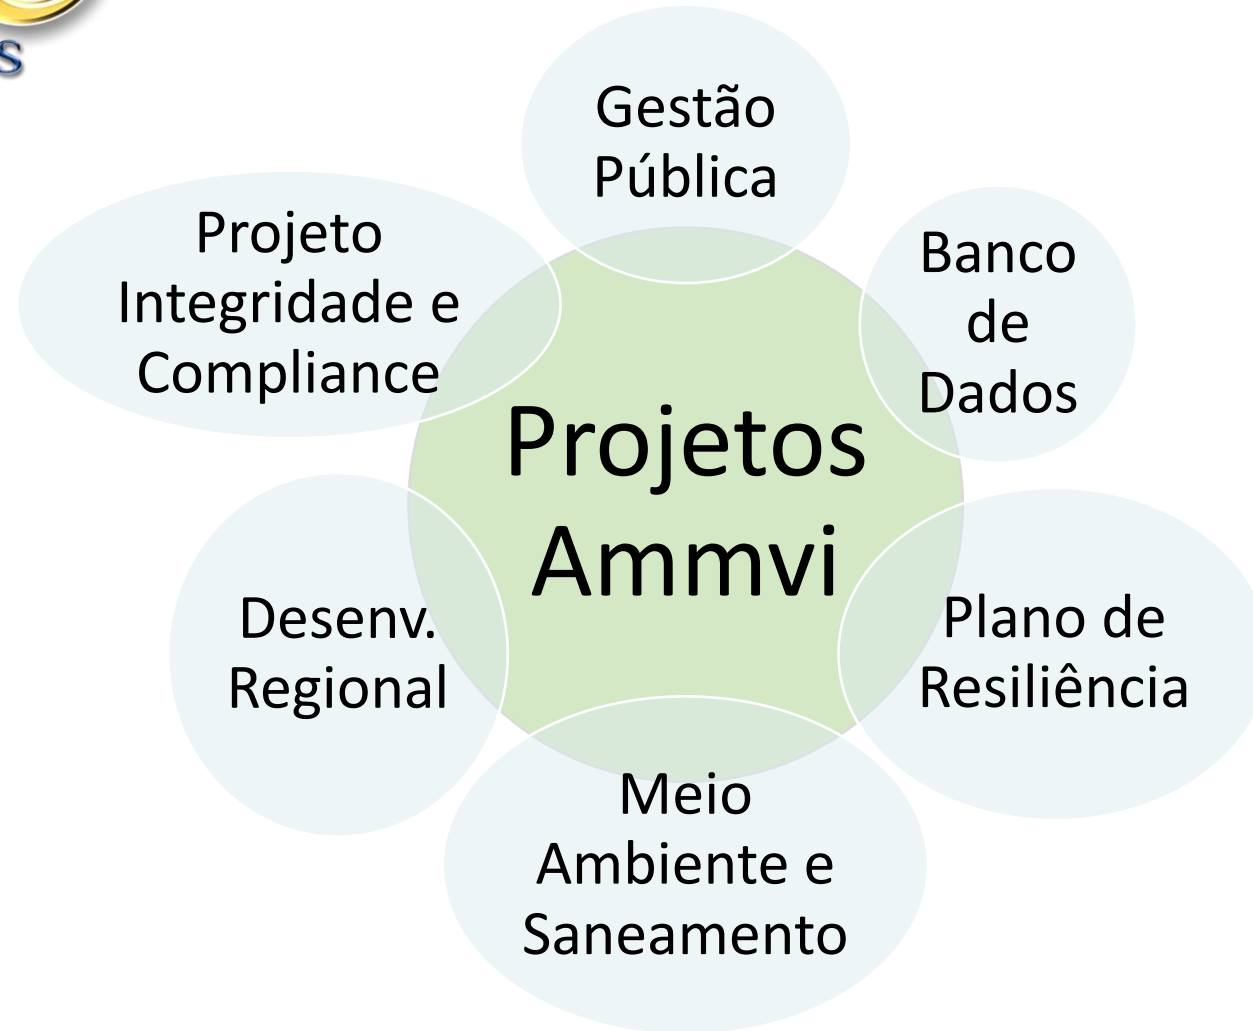 Gestão
Pública
Projeto
Integridade e
Compliance
Banco
de
Dados
Projetos
Ammvi
Desenv.
Regional
Plano de
Resiliência
Meio
Ambiente e
Saneamento